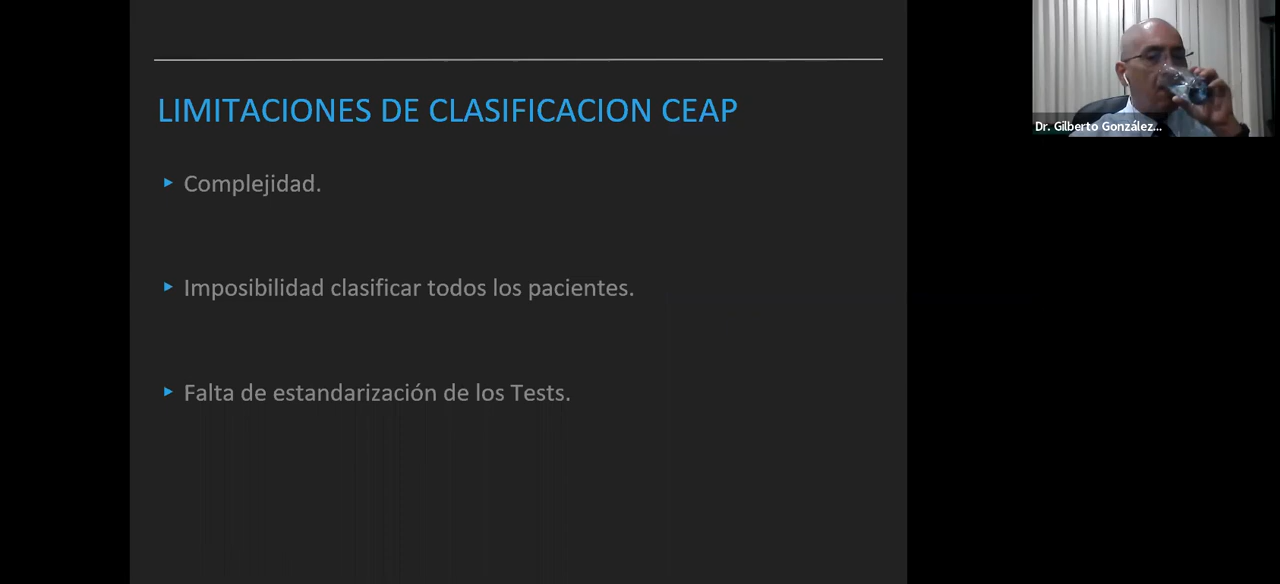 LIMITACIONES DE CLASIFICACION CEAP
Complejidad.
Imposibilidad clasificar todos los pacientes.
Falta de estandarización de los Tests.
Dr. Gilberto González...